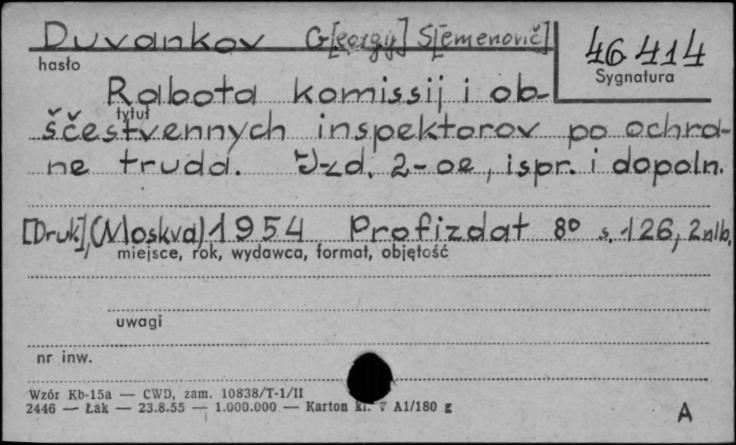 Duvankov G[eorgij] S[emenovič]
46.414
hasło
Sygnatura
Rabota komissij i ob-
tytuł
ščestvennych inspektorov po ochra-
ne truda. Izd. 2-oe, ispr. i dopoln.
[Druk], (Moskva) 1954 Profizdat 8° s. 126, 2 nlb.
miejsce, rok, wydawca, format, objętość
uwagi
nr inw.
Wzór Kb-15a — CWD, zam. 10838/T-1/II
2446 — Łak — 23.8.55 — 1.000.000 — Karton kl. V A1/180 g
A